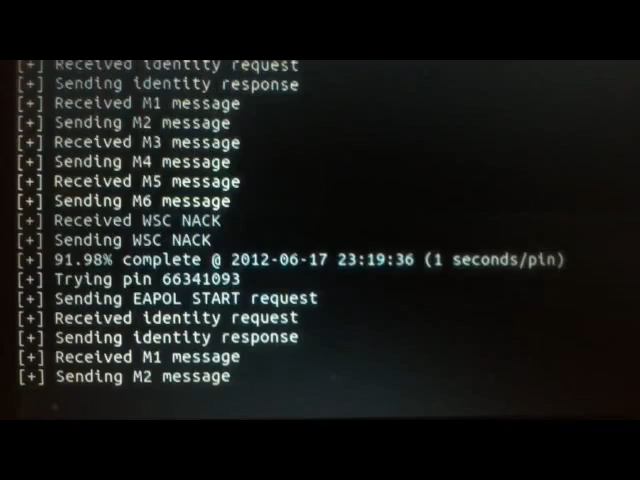 [+] Received identity request
[+] Sending identity response
[+] Received M1 message
[+] Sending M2 message
[+] Received M3 message
[+] Sending M4 message
[+] Received M5 message
[+] Sending M6 message
[+] Received WSC NACK
[+] Sending WSC NACK
[+] 91.98% complete @ 2012-06-17 23:19:36 (1 seconds/pin)
[+] Trying pin 66341093
[+] Sending EAPOL START request
[+] Received identity request
[+] Sending identity response
[+] Received M1 message
[+] Sending M2 message